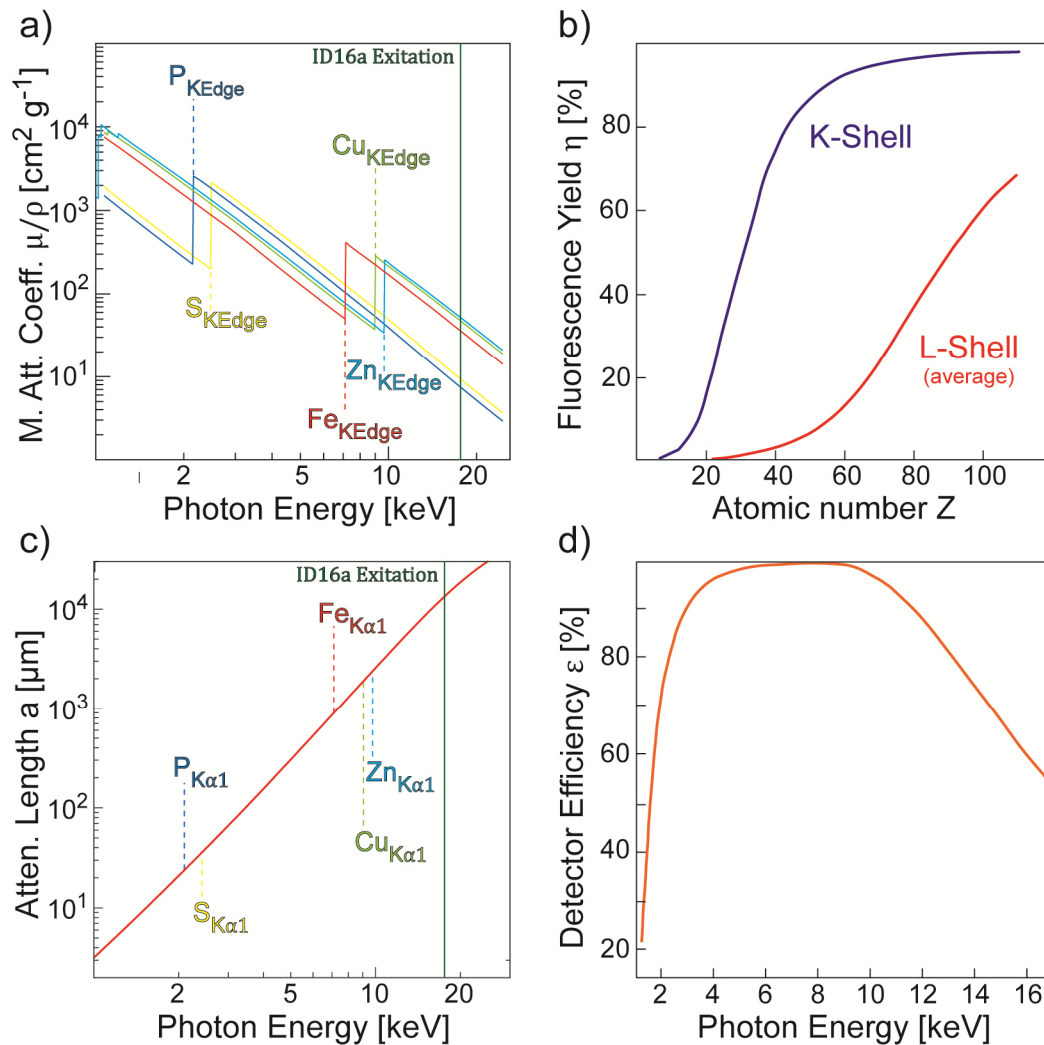 a)
ID16a Exitation
P KEdge
Cu KEdge
S KEdge
Zn KEdge
Fe KEdge
M. Att. Coeff. μ/ρ [cm² g⁻¹]
10⁴
10³
10²
10¹
2 5 10 20
Photon Energy [keV]
b)
K-Shell
L-Shell
(average)
Fluorescence Yield η [%]
80
60
40
20
20 40 60 80 100
Atomic number Z
c)
ID16a Exitation
Fe Kα1
P Kα1
Zn Kα1
Cu Kα1
S Kα1
Atten. Length a [μm]
10⁴
10³
10²
10¹
2 5 10 20
Photon Energy [keV]
d)
Detector Efficiency ε [%]
80
60
40
20
2 4 6 8 10 12 14 16
Photon Energy [keV]